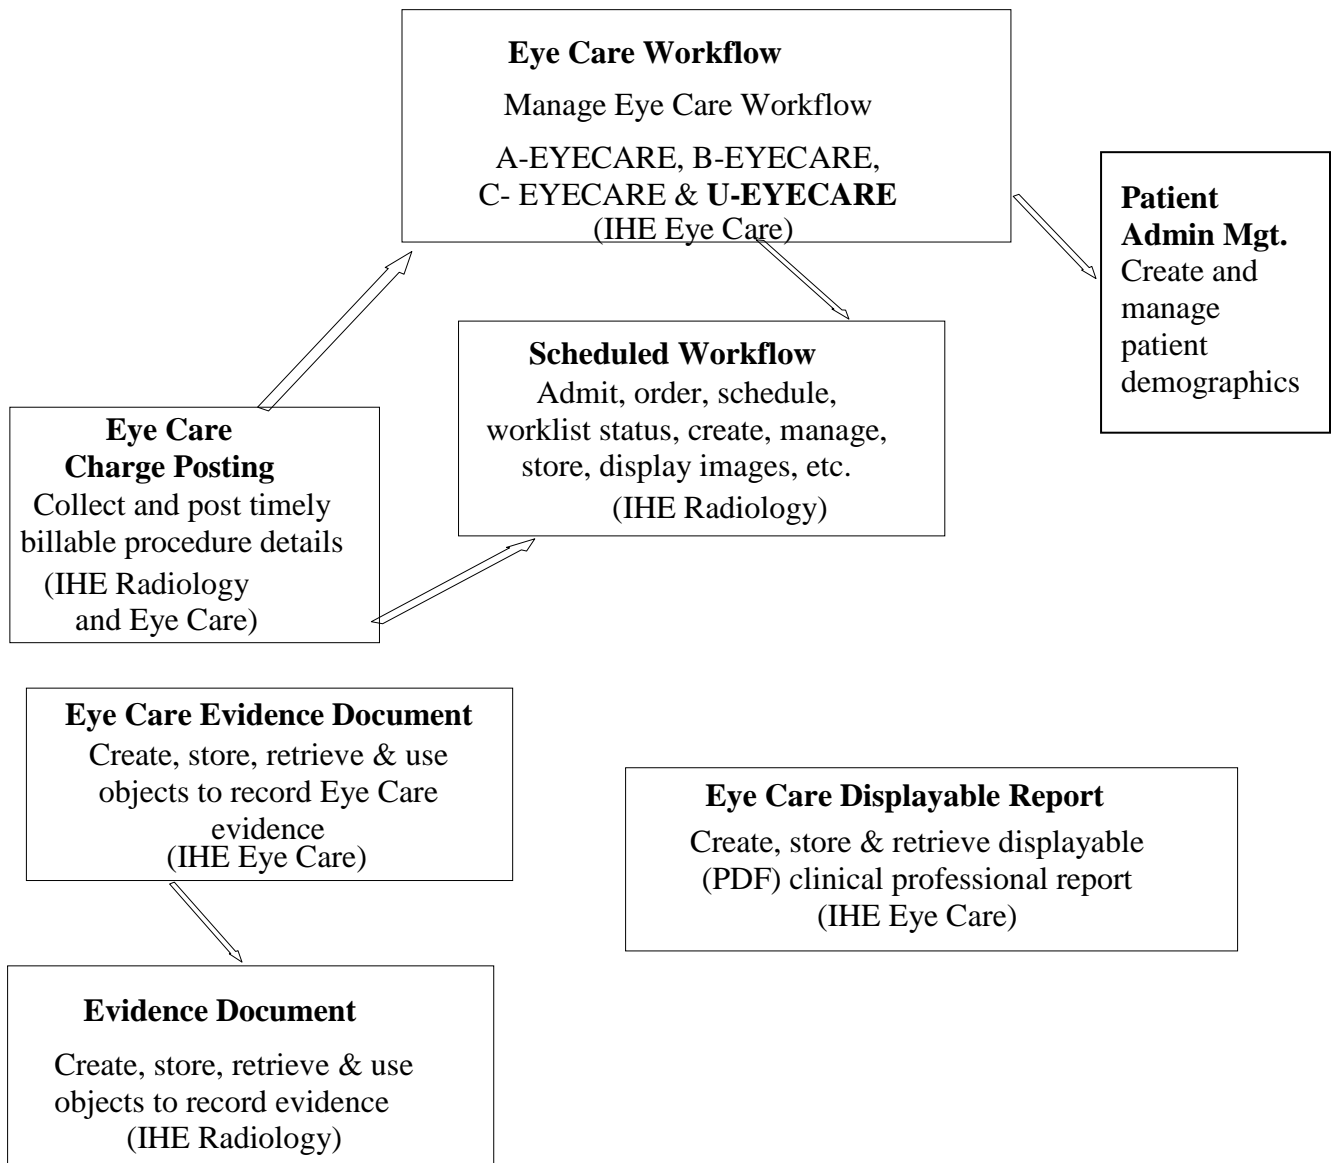 Eye Care Workflow
Manage Eye Care Workflow
A-EYECARE, B-EYECARE,
C- EYECARE & U-EYECARE
(IHE Eye Care)
Patient
Admin Mgt.
Create and
manage
patient
demographics
Scheduled Workflow
Admit, order, schedule,
worklist status, create, manage,
store, display images, etc.
(IHE Radiology)
Eye Care
Charge Posting
Collect and post timely
billable procedure details
(IHE Radiology
and Eye Care)
Eye Care Evidence Document
Create, store, retrieve & use
objects to record Eye Care
evidence
(IHE Eye Care)
Eye Care Displayable Report
Create, store & retrieve displayable
(PDF) clinical professional report
(IHE Eye Care)
Evidence Document
Create, store, retrieve & use
objects to record evidence
(IHE Radiology)